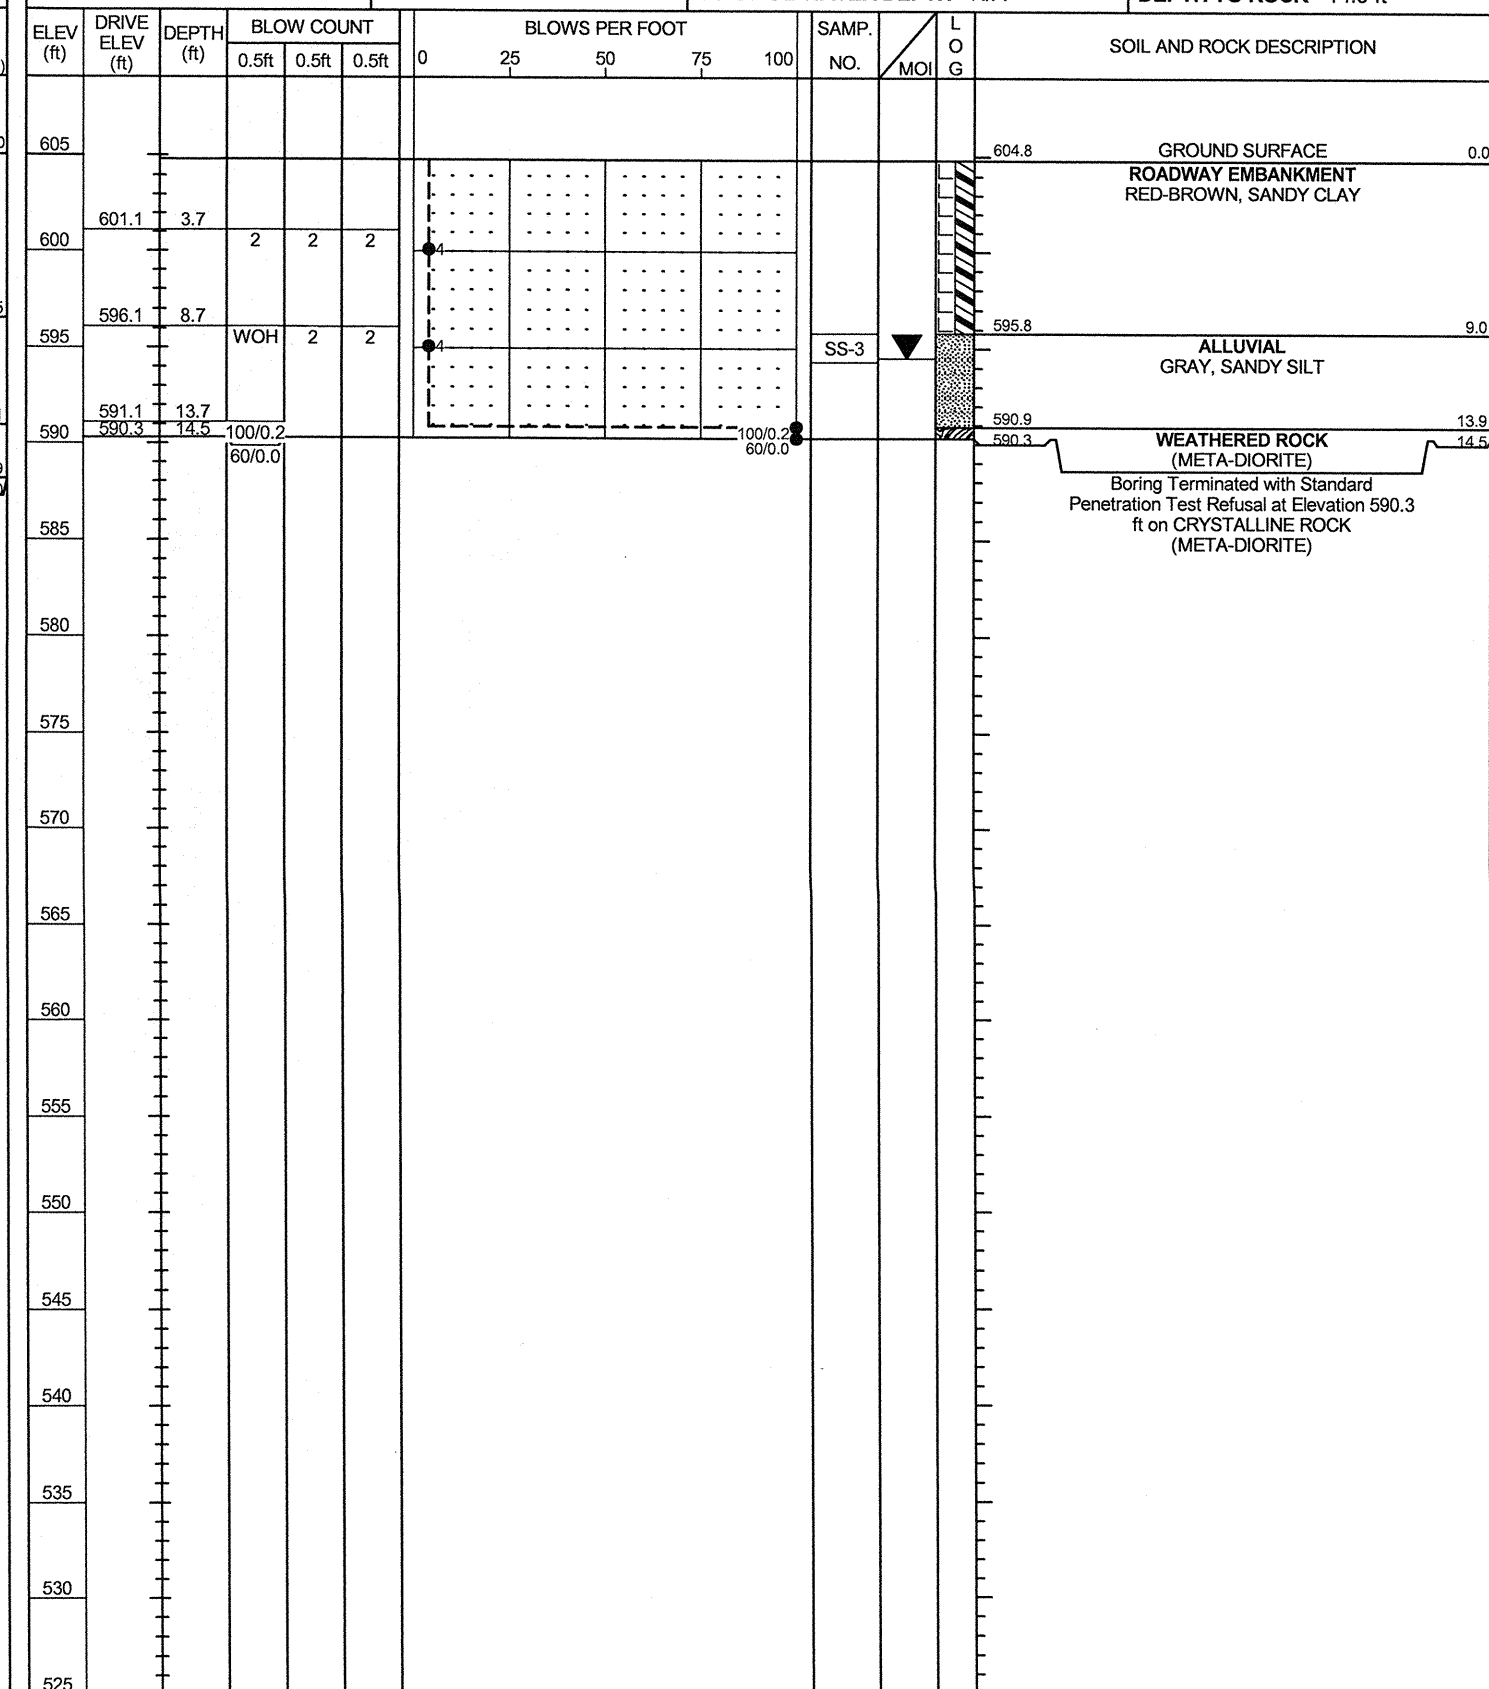 ELEV (ft) DRIVE ELEV (ft) DEPTH (ft) BLOW COUNT BLOWS PER FOOT SAMP. NO. MOI LOG SOIL AND ROCK DESCRIPTION
0.5ft 0.5ft 0.5ft 0 25 50 75 100
605
604.8 GROUND SURFACE 0.0
ROADWAY EMBANKMENT
RED-BROWN, SANDY CLAY
601.1 3.7
600 2 2 2 4
596.1 8.7
595.8 9.0
595 WOH 2 2 4 SS-3 ALLUVIAL
GRAY, SANDY SILT
591.1 13.7
590.9 13.9
590.3 14.5 100/0.2 100/0.2
590 60/0.0 60/0.0
590.3 WEATHERED ROCK 14.5
(META-DIORITE)
Boring Terminated with Standard
Penetration Test Refusal at Elevation 590.3
ft on CRYSTALLINE ROCK
(META-DIORITE)
585
580
575
570
565
560
555
550
545
540
535
530
525